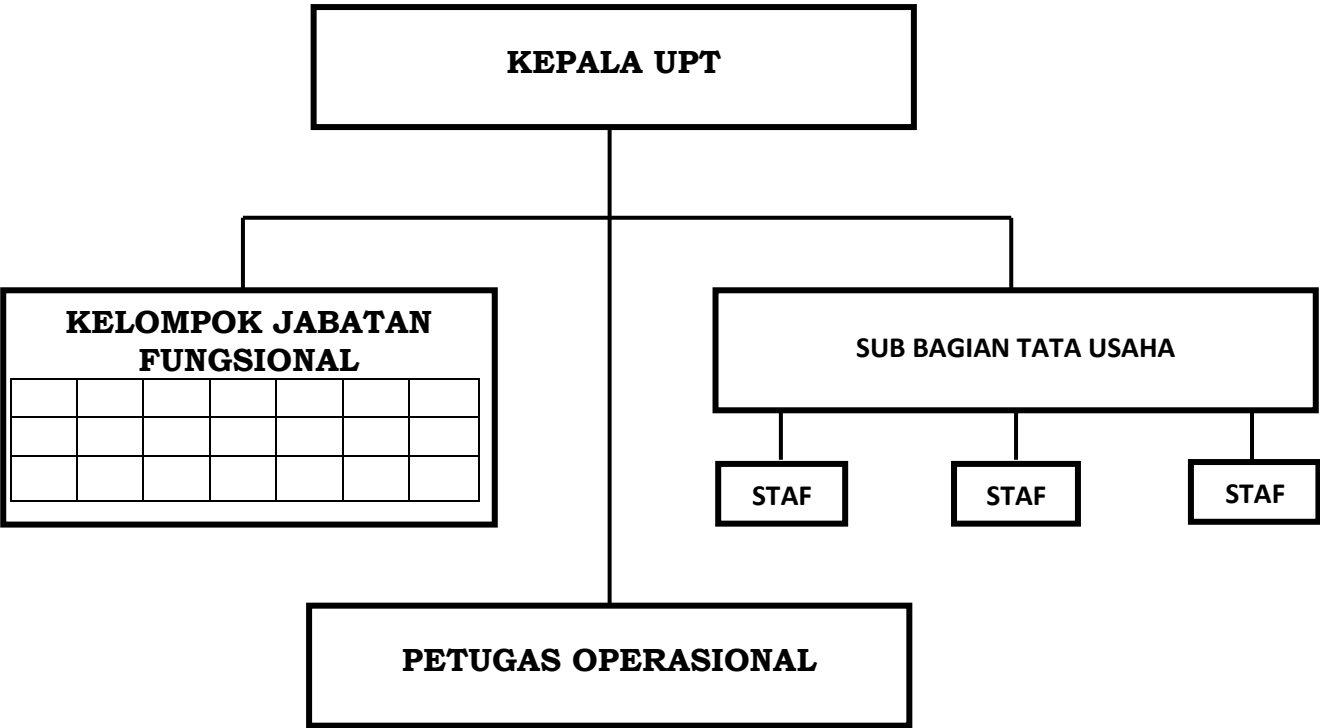 KEPALA UPT
KELOMPOK JABATAN
FUNGSIONAL
SUB BAGIAN TATA USAHA
STAF
STAF
STAF
PETUGAS OPERASIONAL